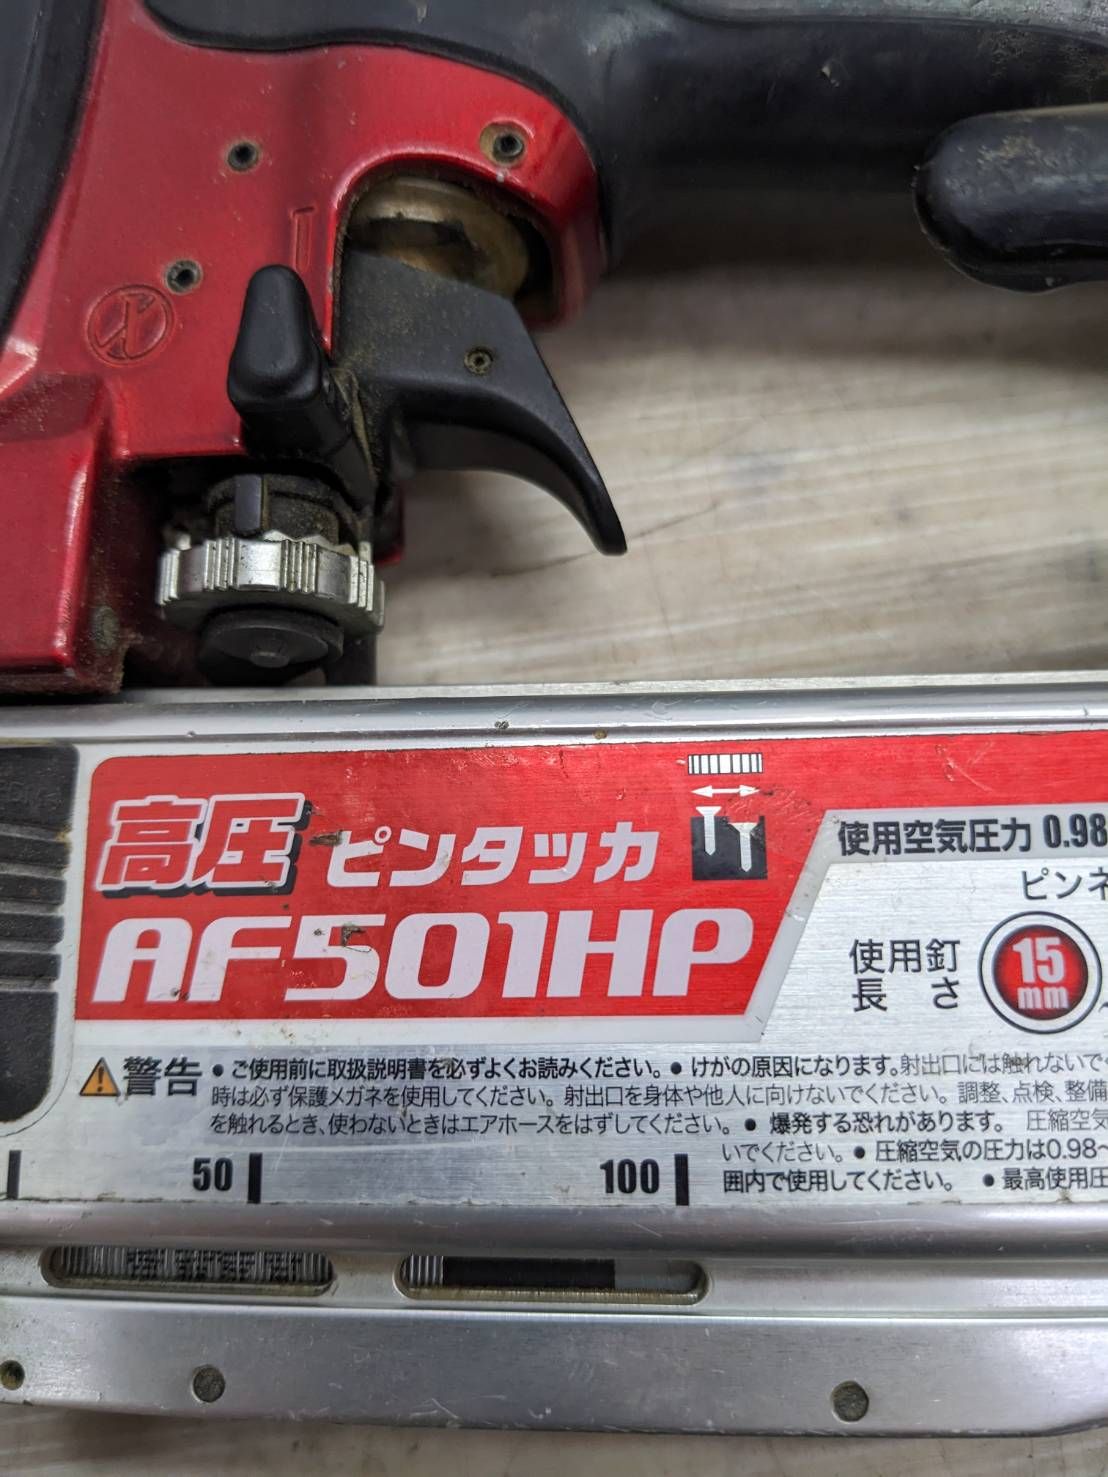 高圧 ピンタッカ
AF501HP
使用空気圧力 0.98
ピンネ
使用釘
長さ
15
mm
警告
• ご使用前に取扱説明書を必ずよくお読みください。• けがの原因になります。射出口には触れないで
時は必ず保護メガネを使用してください。射出口を身体や他人に向けないでください。調整、点検、整備
を触れるとき、使わないときはエアホースをはずしてください。• 爆発する恐れがあります。 圧縮空気
いでください。• 圧縮空気の圧力は0.98~
囲内で使用してください。 • 最高使用圧
50
100